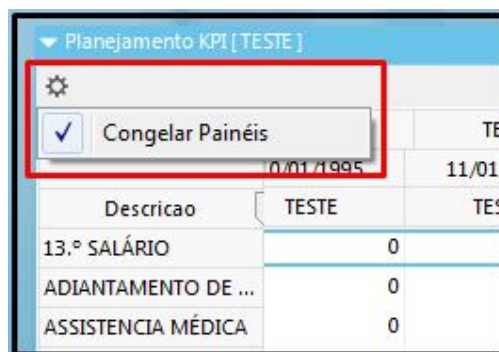 Planejamento KPI [ TESTE ]
Congelar Painéis
0/01/1995 11/01
Descricao TESTE
13.º SALÁRIO 0
ADIANTAMENTO DE ... 0
ASSISTENCIA MÉDICA 0